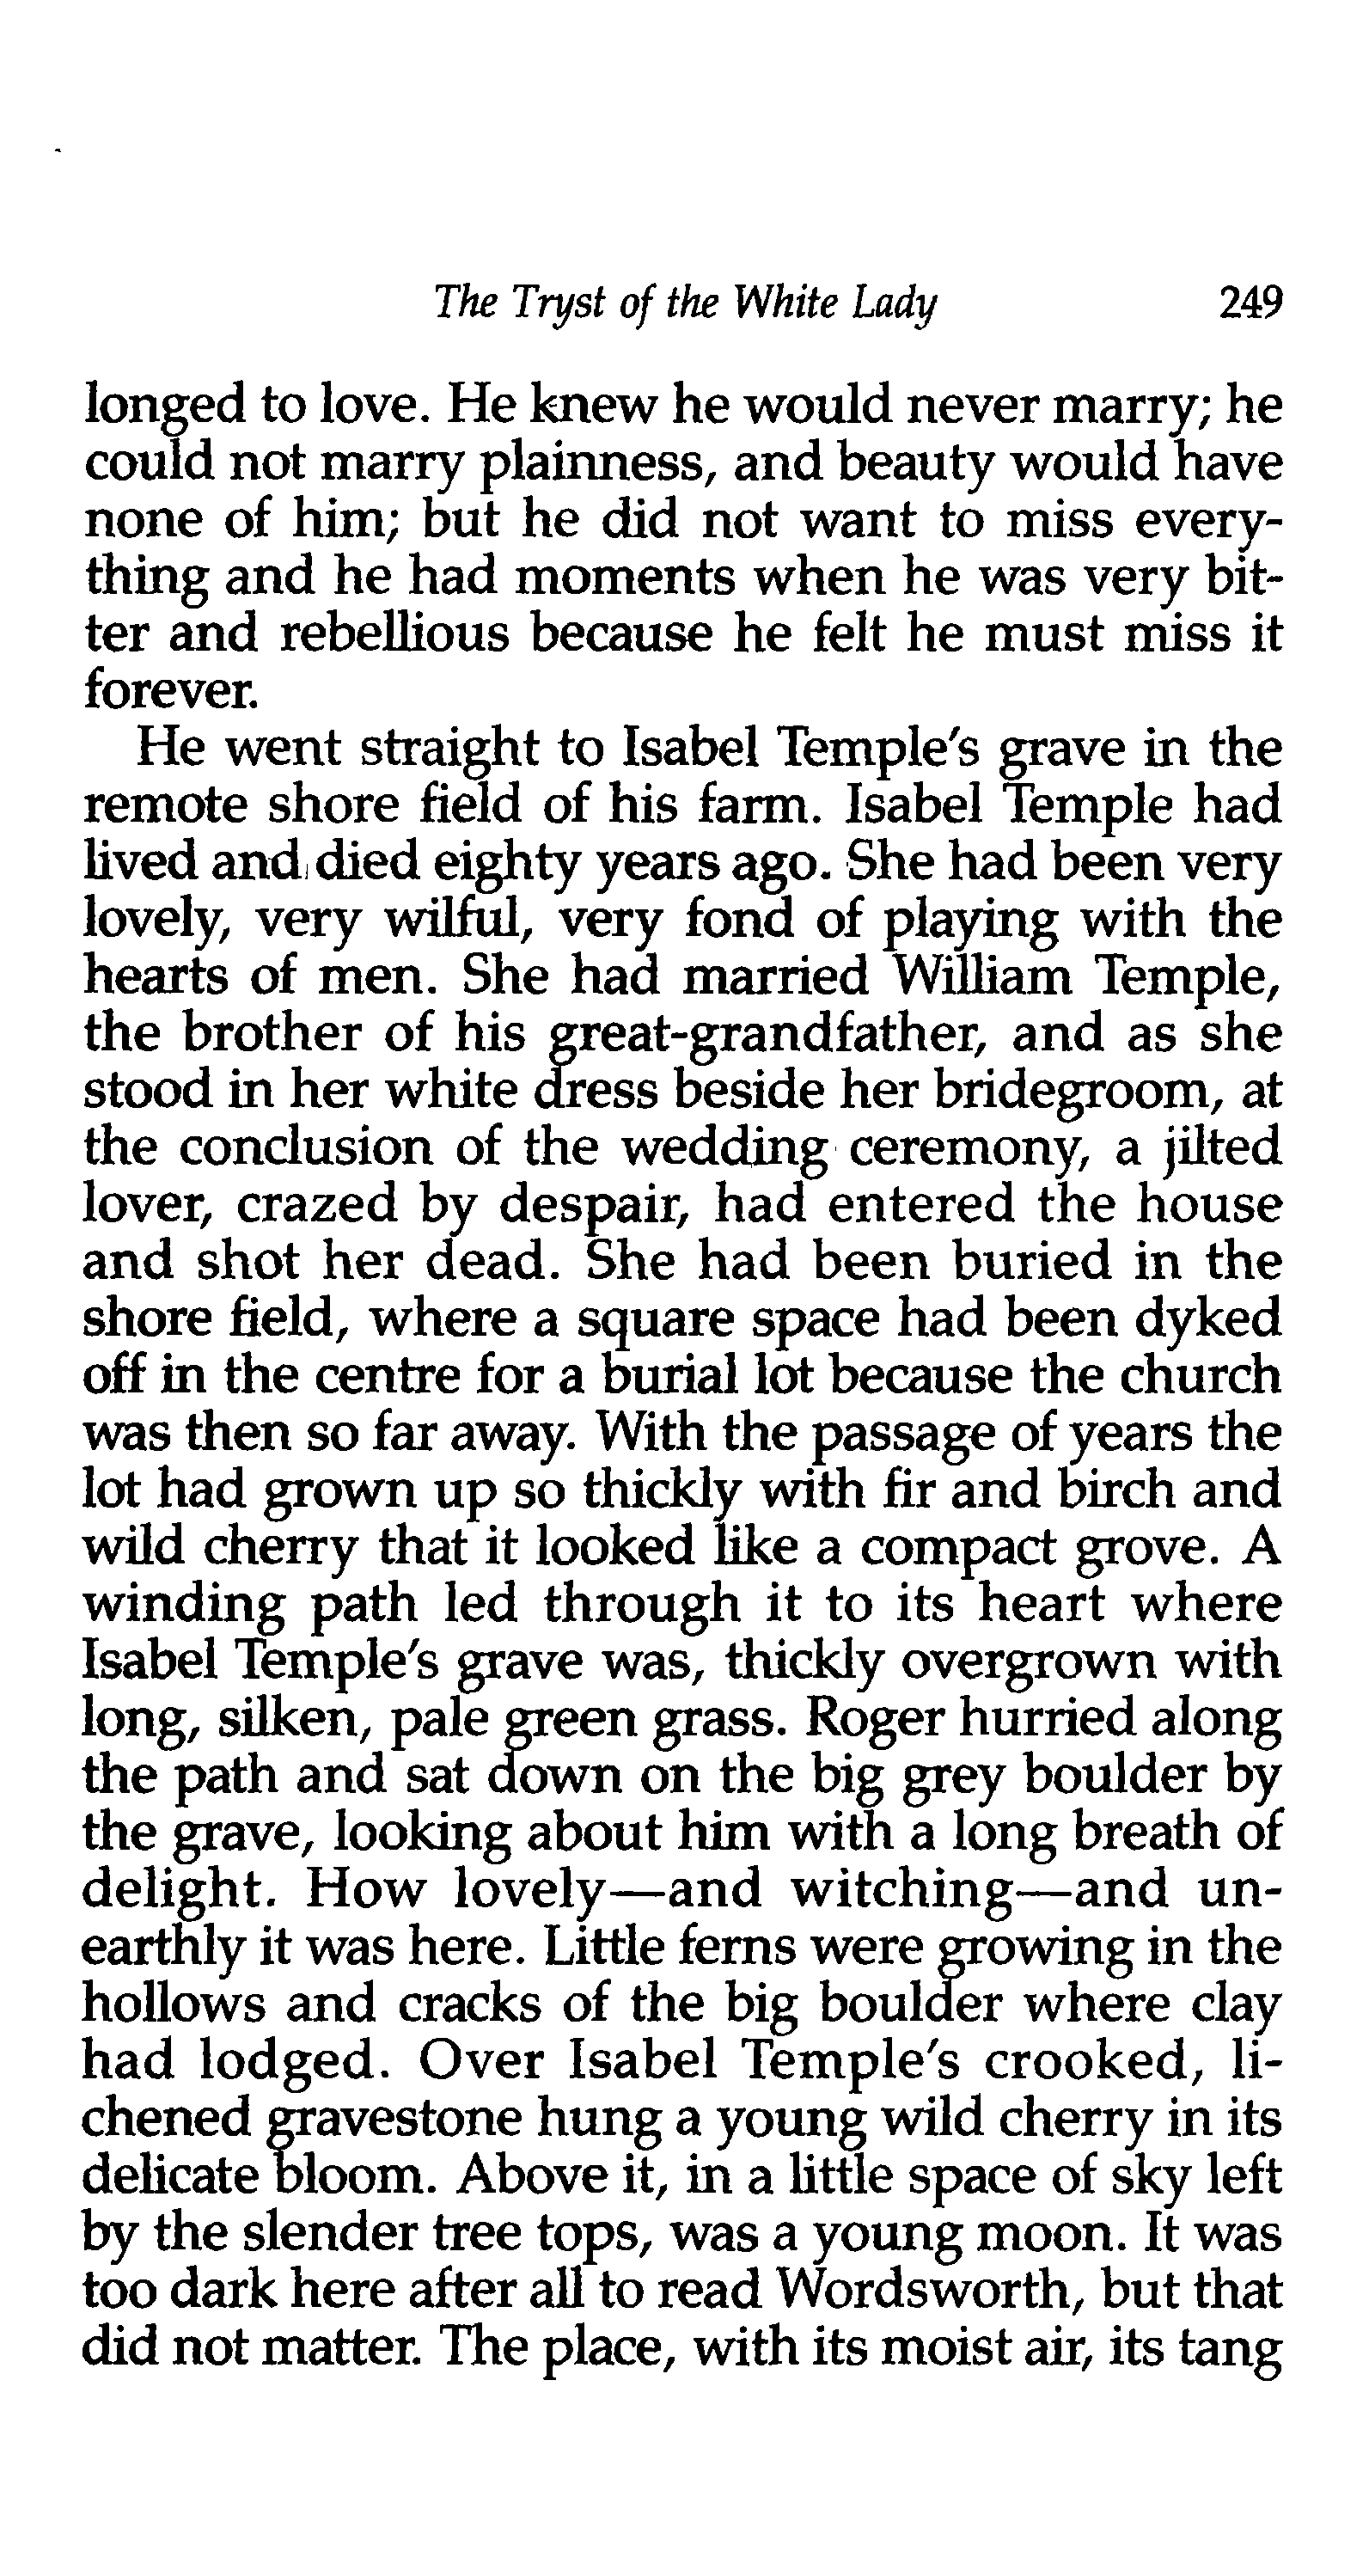 The Tryst of the White Lady 249
longed to love. He knew he would never marry; he
could not marry plainness, and beauty would have
none of him; but he did not want to miss every-
thing and he had moments when he was very bit-
ter and rebellious because he felt he must miss it
forever.
He went straight to Isabel Temple's grave in the
remote shore field of his farm. Isabel Temple had
lived and died eighty years ago. She had been very
lovely, very wilful, very fond of playing with the
hearts of men. She had married William Temple,
the brother of his great-grandfather, and as she
stood in her white dress beside her bridegroom, at
the conclusion of the wedding ceremony, a jilted
lover, crazed by despair, had entered the house
and shot her dead. She had been buried in the
shore field, where a square space had been dyked
off in the centre for a burial lot because the church
was then so far away. With the passage of years the
lot had grown up so thickly with fir and birch and
wild cherry that it looked like a compact grove. A
winding path led through it to its heart where
Isabel Temple's grave was, thickly overgrown with
long, silken, pale green grass. Roger hurried along
the path and sat down on the big grey boulder by
the grave, looking about him with a long breath of
delight. How lovely—and witching—and un-
earthly it was here. Little ferns were growing in the
hollows and cracks of the big boulder where clay
had lodged. Over Isabel Temple's crooked, li-
chened gravestone hung a young wild cherry in its
delicate bloom. Above it, in a little space of sky left
by the slender tree tops, was a young moon. It was
too dark here after all to read Wordsworth, but that
did not matter. The place, with its moist air, its tang